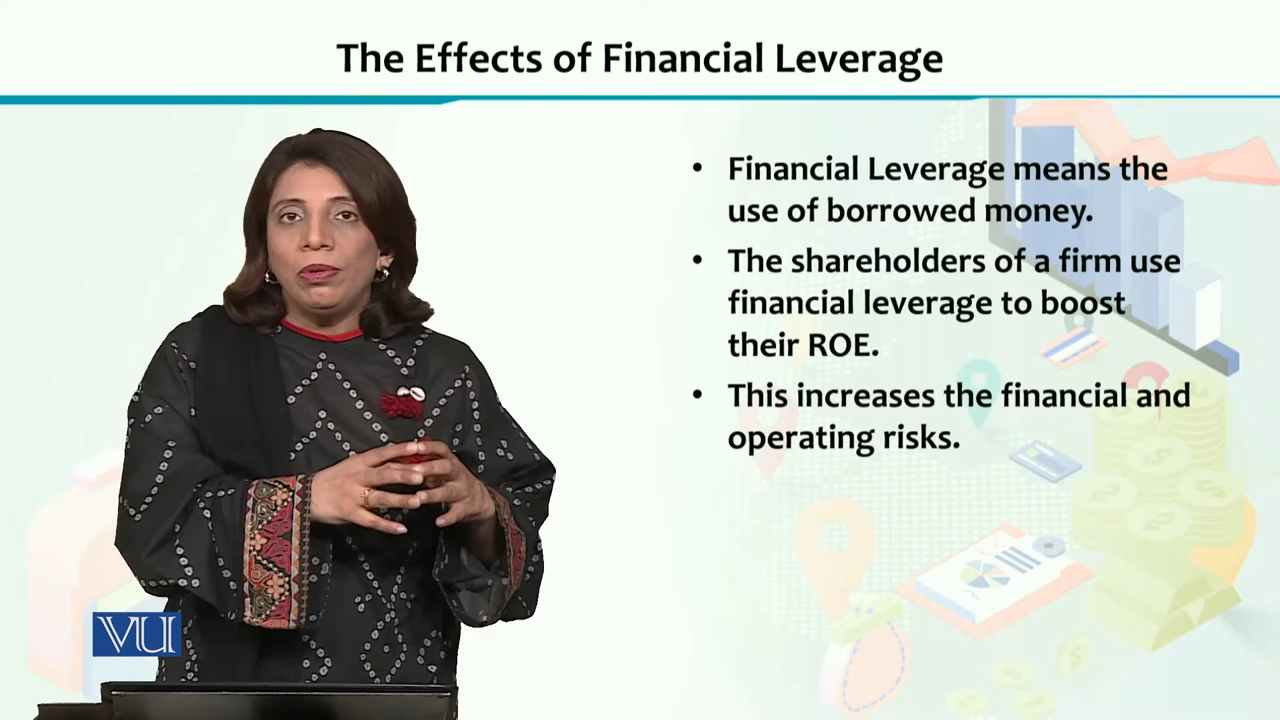 The Effects of Financial Leverage
• Financial Leverage means the
use of borrowed money.
• The shareholders of a firm use
financial leverage to boost
their ROE.
• This increases the financial and
operating risks.
VU